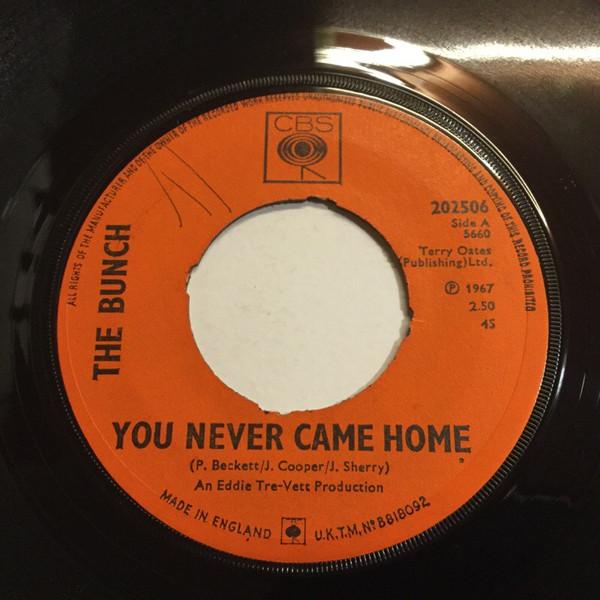 ALL RIGHTS OF THE MANUFACTURER AND OF THE OWNER OF THE RECORDED WORK RESERVED UNAUTHORISED PUBLIC PERFORMANCE BROADCASTING AND COPYING OF THIS RECORD PROHIBITED
CBS
A
202506
Side A
5660
Terry Oates
(Publishing) Ltd.
Ⓟ 1967
2.50
45
THE BUNCH
YOU NEVER CAME HOME
(P. Beckett/J. Cooper/J. Sherry)
An Eddie Tre-Vett Production
MADE IN ENGLAND
U.K.T.M. Nº B818092